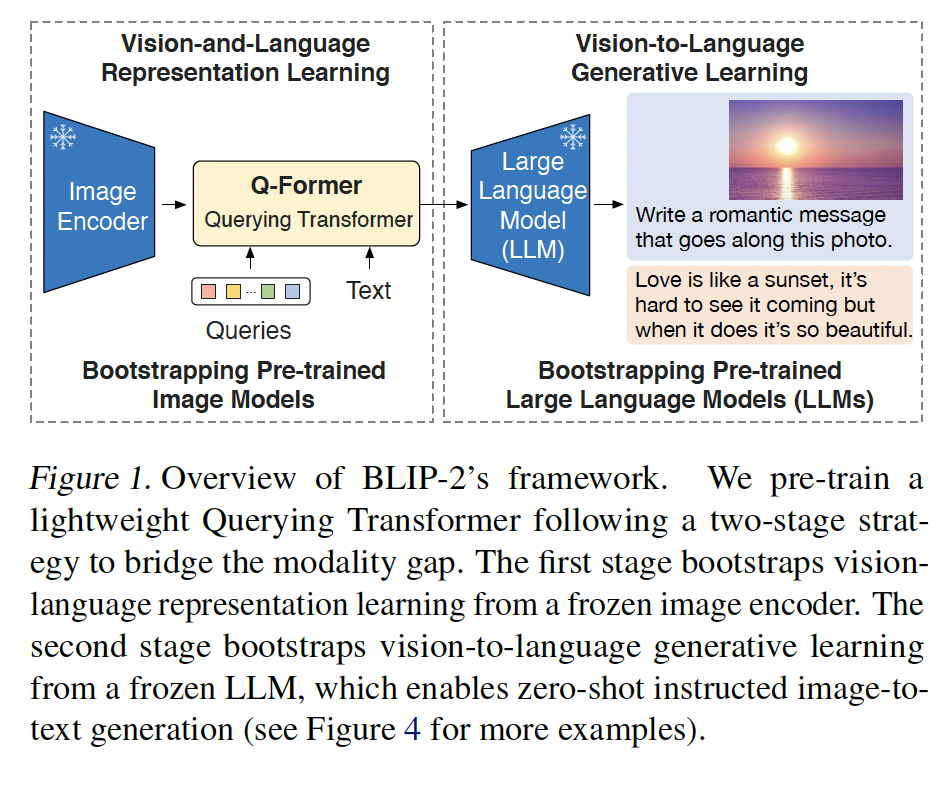 Vision-and-Language
Representation Learning
Vision-to-Language
Generative Learning
Image
Encoder
Q-Former
Querying Transformer
Queries
Text
Large
Language
Model
(LLM)
Write a romantic message
that goes along this photo.
Love is like a sunset, it's
hard to see it coming but
when it does it's so beautiful.
Bootstrapping Pre-trained
Image Models
Bootstrapping Pre-trained
Large Language Models (LLMs)
Figure 1. Overview of BLIP-2's framework. We pre-train a
lightweight Querying Transformer following a two-stage strat-
egy to bridge the modality gap. The first stage bootstraps vision-
language representation learning from a frozen image encoder. The
second stage bootstraps vision-to-language generative learning
from a frozen LLM, which enables zero-shot instructed image-to-
text generation (see Figure 4 for more examples).